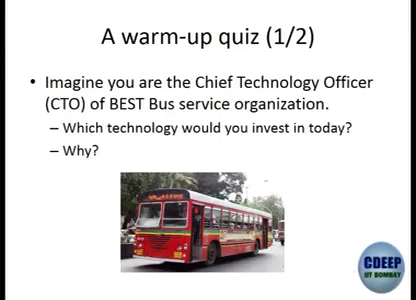 A warm-up quiz (1/2)
• Imagine you are the Chief Technology Officer
(CTO) of BEST Bus service organization.
– Which technology would you invest in today?
– Why?
CDEEP
IIT BOMBAY